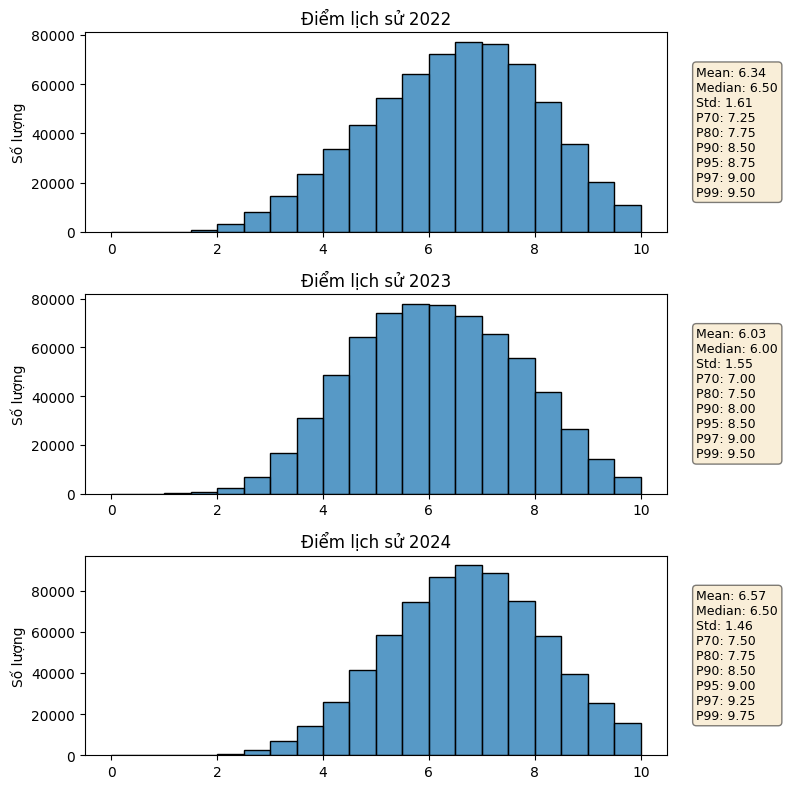 Điểm lịch sử 2022
80000
60000
40000
20000
0
Số lượng
0 2 4 6 8 10
Mean: 6.34
Median: 6.50
Std: 1.61
P70: 7.25
P80: 7.75
P90: 8.50
P95: 8.75
P97: 9.00
P99: 9.50
Điểm lịch sử 2023
80000
60000
40000
20000
0
Số lượng
0 2 4 6 8 10
Mean: 6.03
Median: 6.00
Std: 1.55
P70: 7.00
P80: 7.50
P90: 8.00
P95: 8.50
P97: 9.00
P99: 9.50
Điểm lịch sử 2024
80000
60000
40000
20000
0
Số lượng
0 2 4 6 8 10
Mean: 6.57
Median: 6.50
Std: 1.46
P70: 7.50
P80: 7.75
P90: 8.50
P95: 9.00
P97: 9.25
P99: 9.75